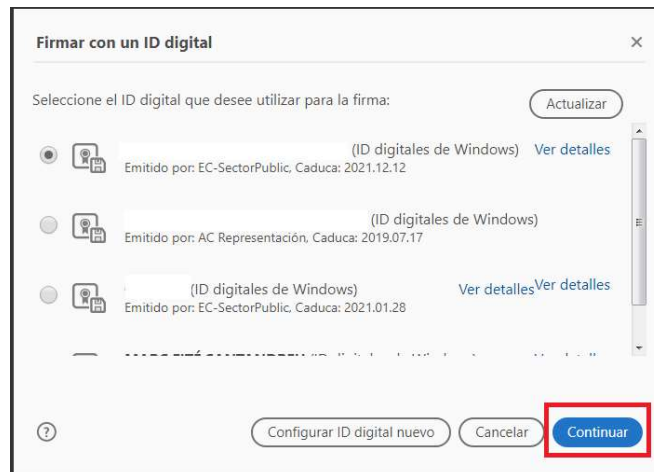 Firmar con un ID digital
Seleccione el ID digital que desee utilizar para la firma:
Actualizar
(ID digitales de Windows) Ver detalles
Emitido por: EC-SectorPublic, Caduca: 2021.12.12
(ID digitales de Windows)
Emitido por: AC Representación, Caduca: 2019.07.17
(ID digitales de Windows) Ver detalles Ver detalles
Emitido por: EC-SectorPublic, Caduca: 2021.01.28
Configurar ID digital nuevo Cancelar Continuar